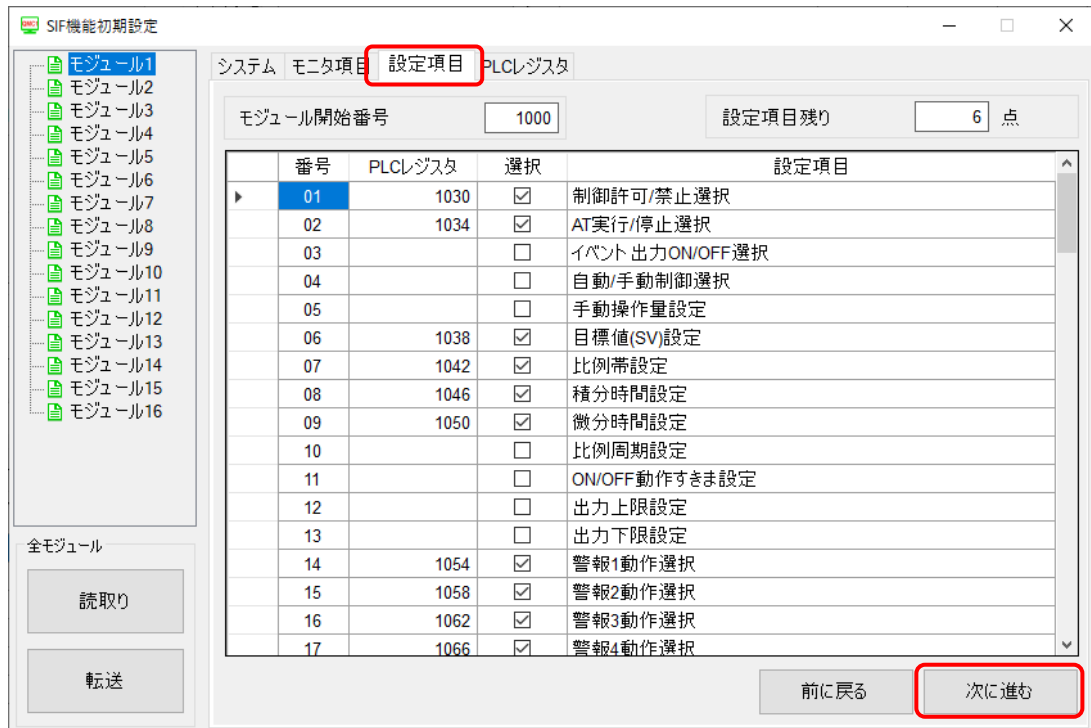 QMC1 SIF機能初期設定
モジュール1
モジュール2
モジュール3
モジュール4
モジュール5
モジュール6
モジュール7
モジュール8
モジュール9
モジュール10
モジュール11
モジュール12
モジュール13
モジュール14
モジュール15
モジュール16
全モジュール
読取り
転送
システム モニタ項目 設定項目 PLCレジスタ
モジュール開始番号 1000 設定項目残り 6 点
番号 PLCレジスタ 選択 設定項目
01 1030 制御許可/禁止選択
02 1034 AT実行/停止選択
03 イベント出力ON/OFF選択
04 自動/手動制御選択
05 手動操作量設定
06 1038 目標値(SV)設定
07 1042 比例帯設定
08 1046 積分時間設定
09 1050 微分時間設定
10 比例周期設定
11 ON/OFF動作すきま設定
12 出力上限設定
13 出力下限設定
14 1054 警報1動作選択
15 1058 警報2動作選択
16 1062 警報3動作選択
17 1066 警報4動作選択
前に戻る 次に進む